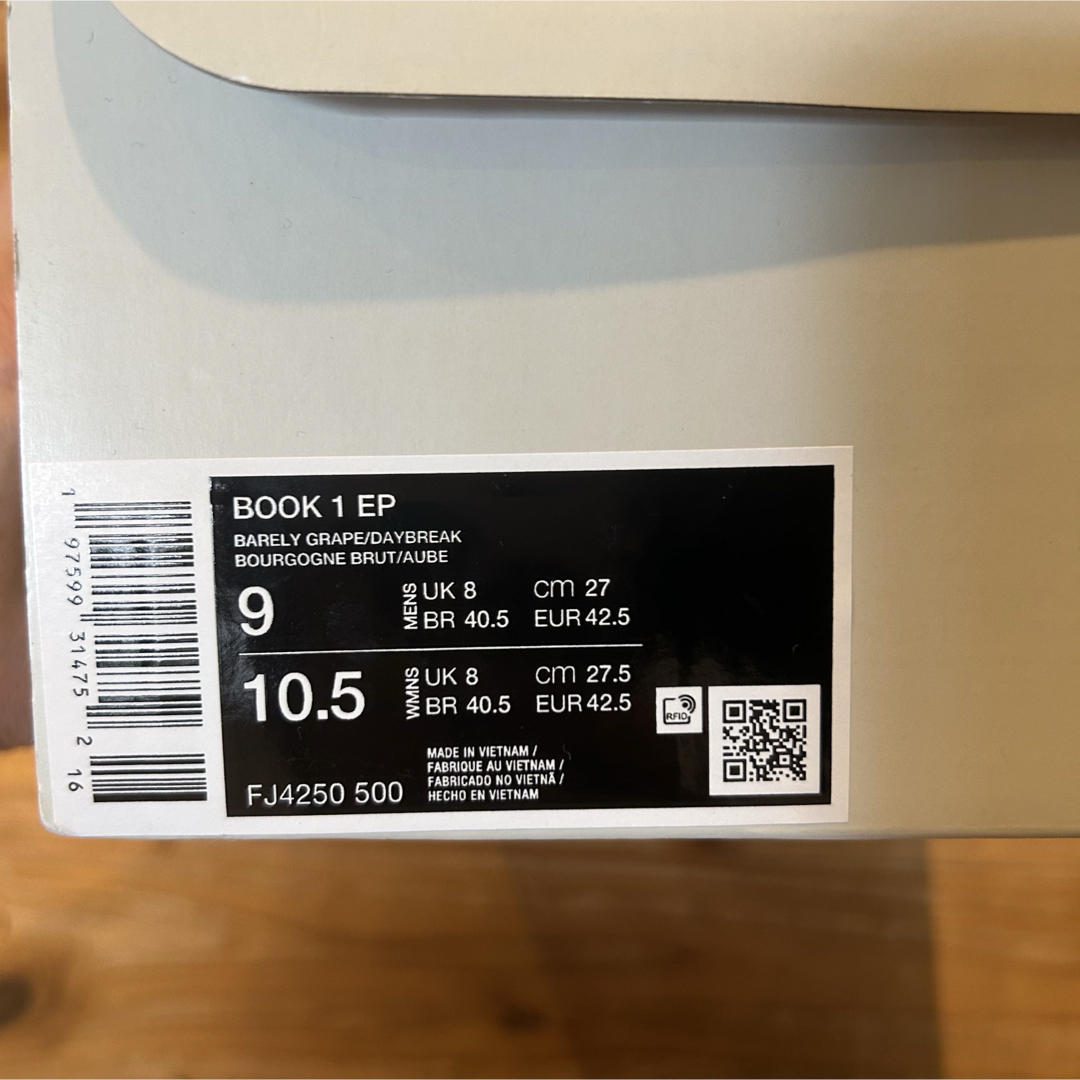 BOOK 1 EP
BARELY GRAPE/DAYBREAK
BOURGOGNE BRUT/AUBE
9
MENS
UK 8 cm 27
BR 40.5 EUR 42.5
10.5
WMNS
UK 8 cm 27.5
BR 40.5 EUR 42.5
RFID
FJ4250 500
MADE IN VIETNAM /
FABRIQUE AU VIETNAM /
FABRICADO NO VIETNÃ /
HECHO EN VIETNAM
1 97599 31475 2 16